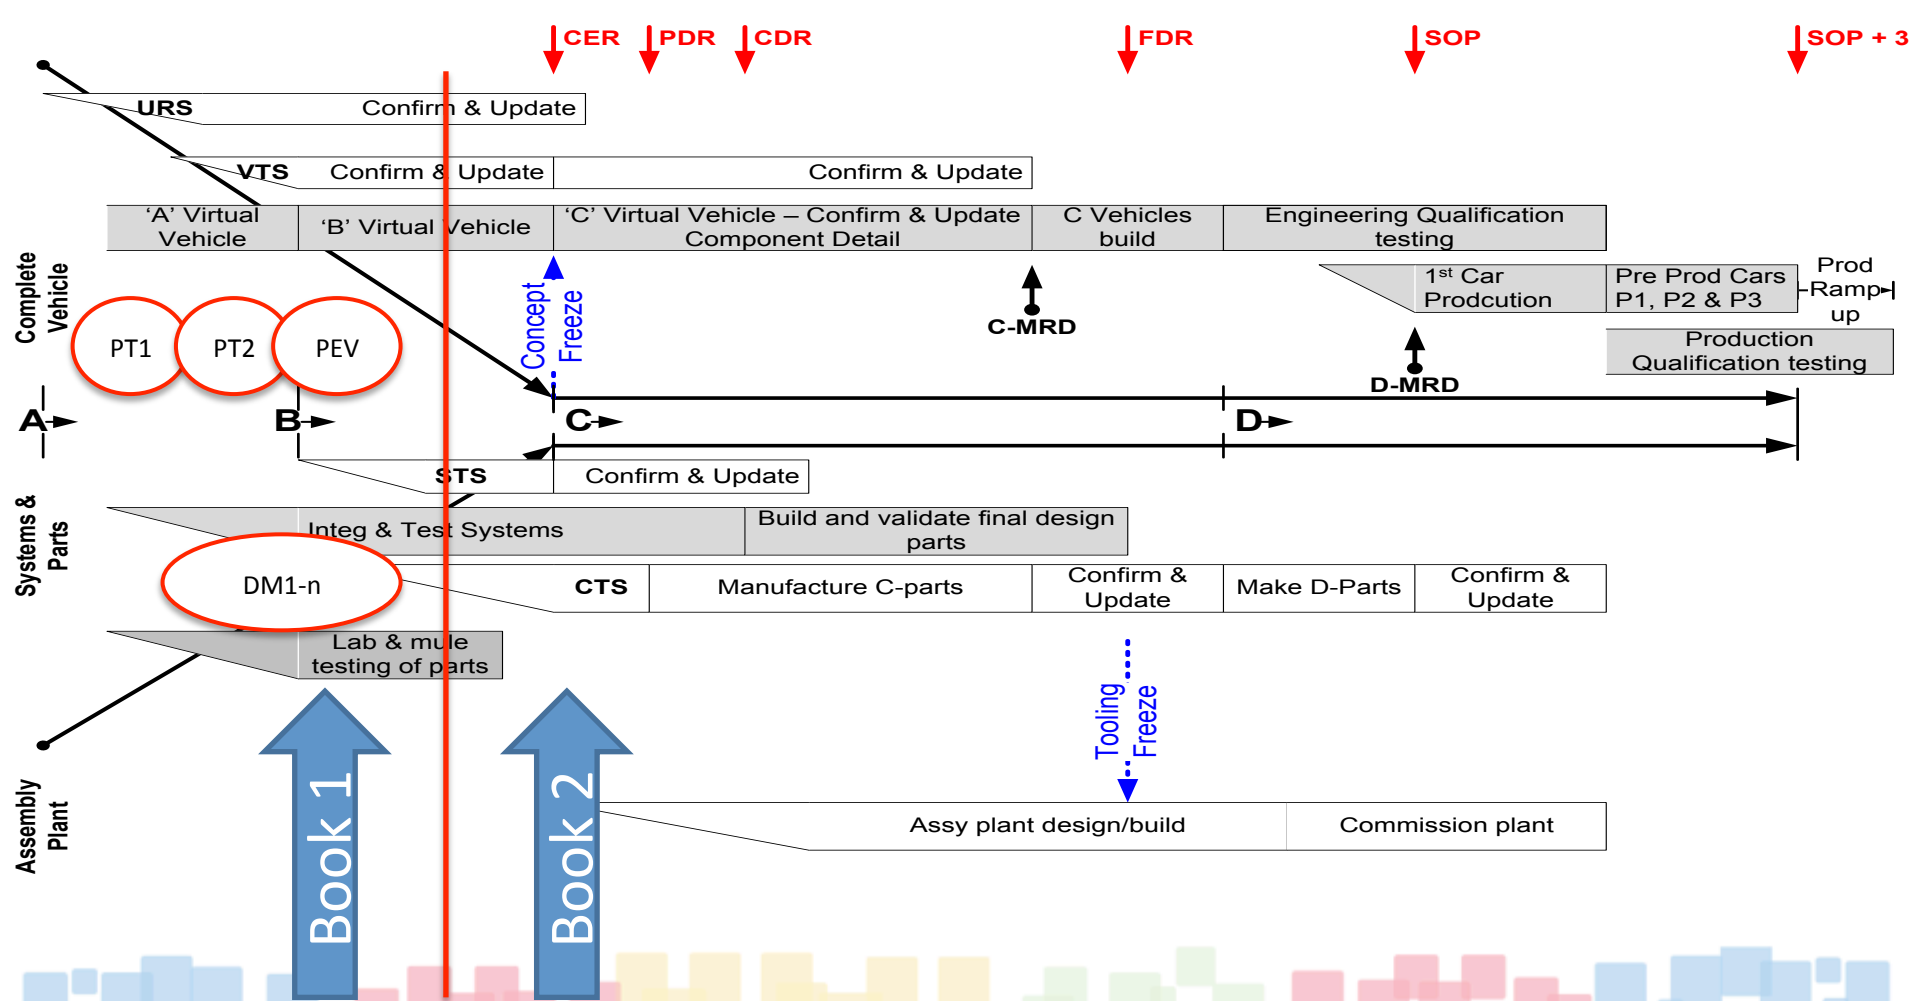 CER
PDR
CDR
FDR
SOP
SOP + 3
URS
Confirm & Update
VTS
Confirm & Update
Confirm & Update
‘A’ Virtual
Vehicle
‘B’ Virtual Vehicle
‘C’ Virtual Vehicle – Confirm & Update
Component Detail
C Vehicles
build
Engineering Qualification
testing
Complete
Vehicle
Concept
Freeze
C-MRD
1st Car
Prodcution
Pre Prod Cars
P1, P2 & P3
Prod
Ramp
up
PT1
PT2
PEV
D-MRD
Production
Qualification testing
A
B
C
D
STS
Confirm & Update
Systems &
Parts
Integ & Test Systems
Build and validate final design
parts
DM1-n
CTS
Manufacture C-parts
Confirm &
Update
Make D-Parts
Confirm &
Update
Lab & mule
testing of parts
Tooling
Freeze
Assembly
Plant
Book 1
Book 2
Assy plant design/build
Commission plant